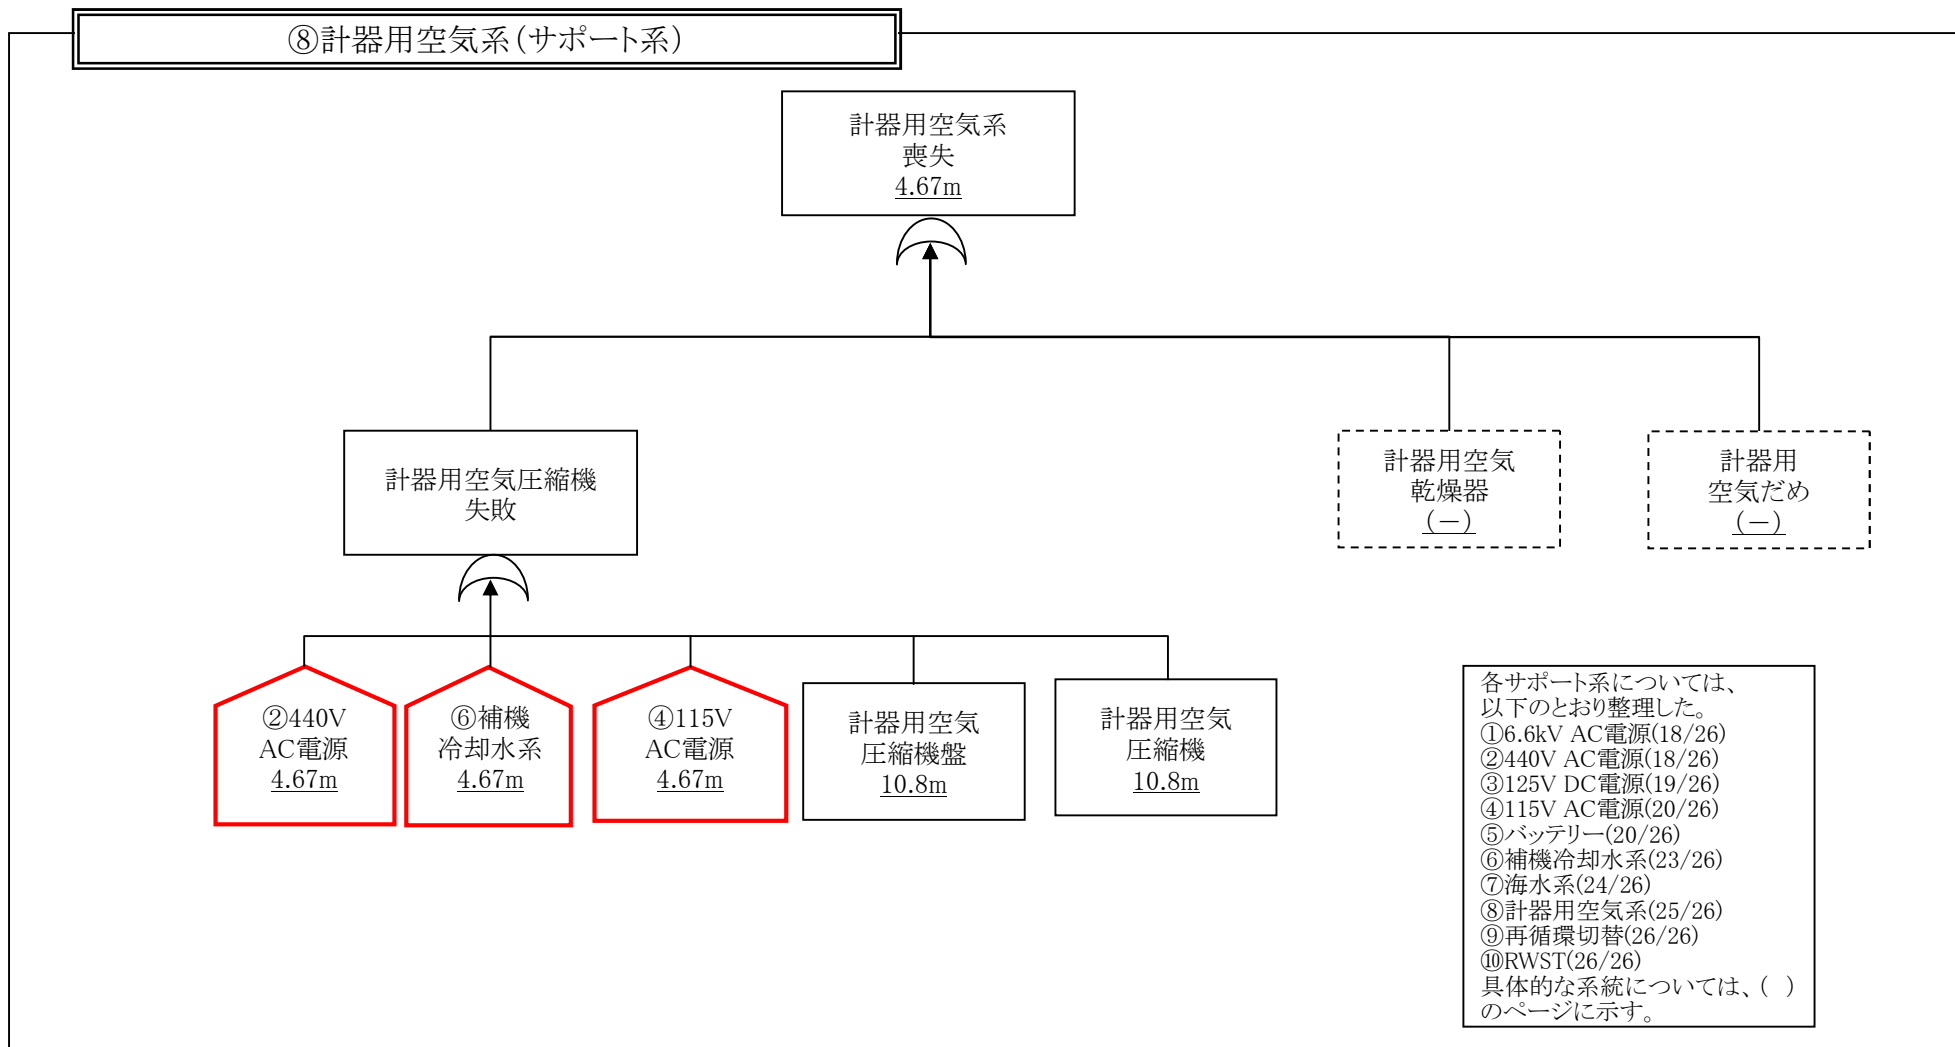 ⑧計器用空気系(サポート系)
計器用空気系
喪失
4.67m
計器用空気圧縮機
失敗
計器用空気
乾燥器
(－)
計器用
空気だめ
(－)
②440V
AC電源
4.67m
⑥補機
冷却水系
4.67m
④115V
AC電源
4.67m
計器用空気
圧縮機盤
10.8m
計器用空気
圧縮機
10.8m
各サポート系については、
以下のとおり整理した。
①6.6kV AC電源(18/26)
②440V AC電源(18/26)
③125V DC電源(19/26)
④115V AC電源(20/26)
⑤バッテリー(20/26)
⑥補機冷却水系(23/26)
⑦海水系(24/26)
⑧計器用空気系(25/26)
⑨再循環切替(26/26)
⑩RWST(26/26)
具体的な系統については、( )
のページに示す。